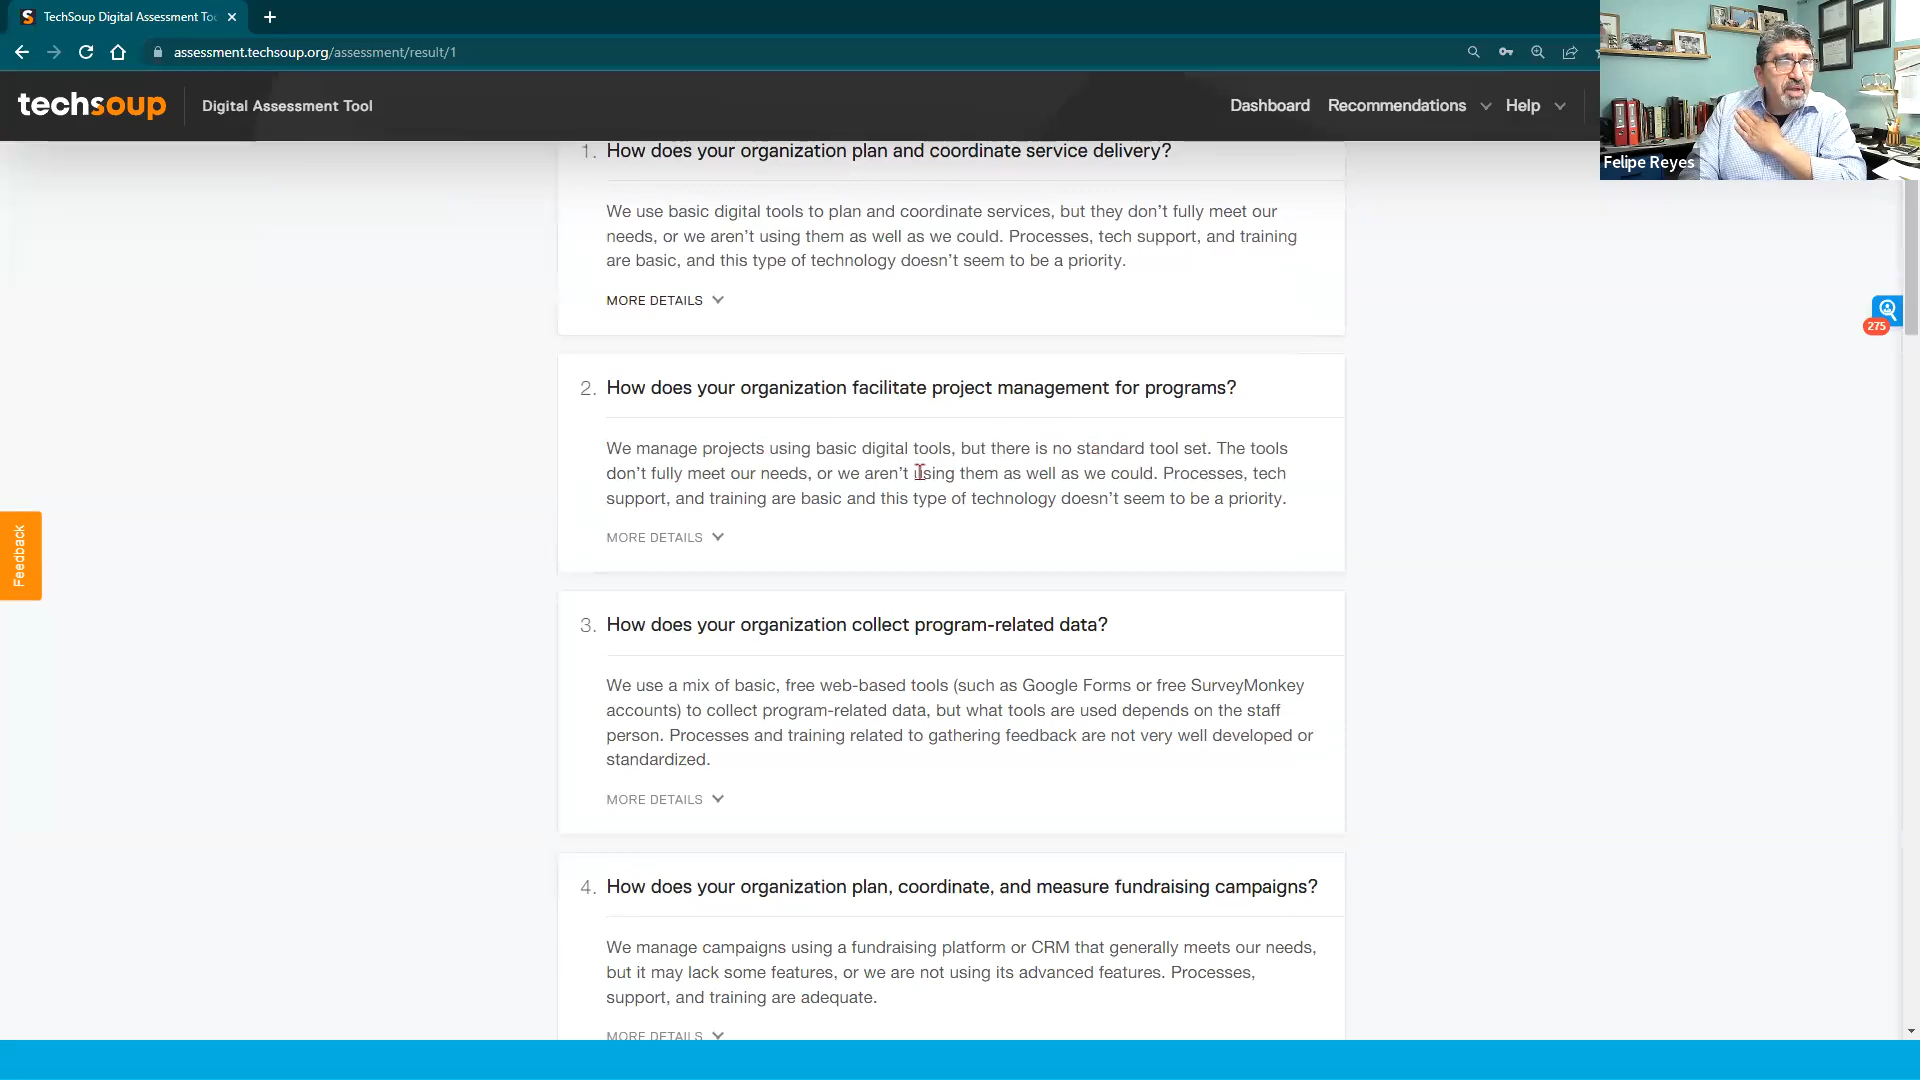 TechSoup Digital Assessment Too
assessment.techsoup.org/assessment/result/1
techsoup
Digital Assessment Tool
Dashboard
Recommendations
Help
Felipe Reyes
1. How does your organization plan and coordinate service delivery?
We use basic digital tools to plan and coordinate services, but they don’t fully meet our
needs, or we aren’t using them as well as we could. Processes, tech support, and training
are basic, and this type of technology doesn’t seem to be a priority.
MORE DETAILS
275
2. How does your organization facilitate project management for programs?
We manage projects using basic digital tools, but there is no standard tool set. The tools
don’t fully meet our needs, or we aren’t using them as well as we could. Processes, tech
support, and training are basic and this type of technology doesn’t seem to be a priority.
MORE DETAILS
Feedback
3. How does your organization collect program-related data?
We use a mix of basic, free web-based tools (such as Google Forms or free SurveyMonkey
accounts) to collect program-related data, but what tools are used depends on the staff
person. Processes and training related to gathering feedback are not very well developed or
standardized.
MORE DETAILS
4. How does your organization plan, coordinate, and measure fundraising campaigns?
We manage campaigns using a fundraising platform or CRM that generally meets our needs,
but it may lack some features, or we are not using its advanced features. Processes,
support, and training are adequate.
MORE DETAILS